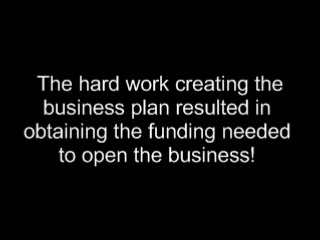 The hard work creating the
business plan resulted in
obtaining the funding needed
to open the business!